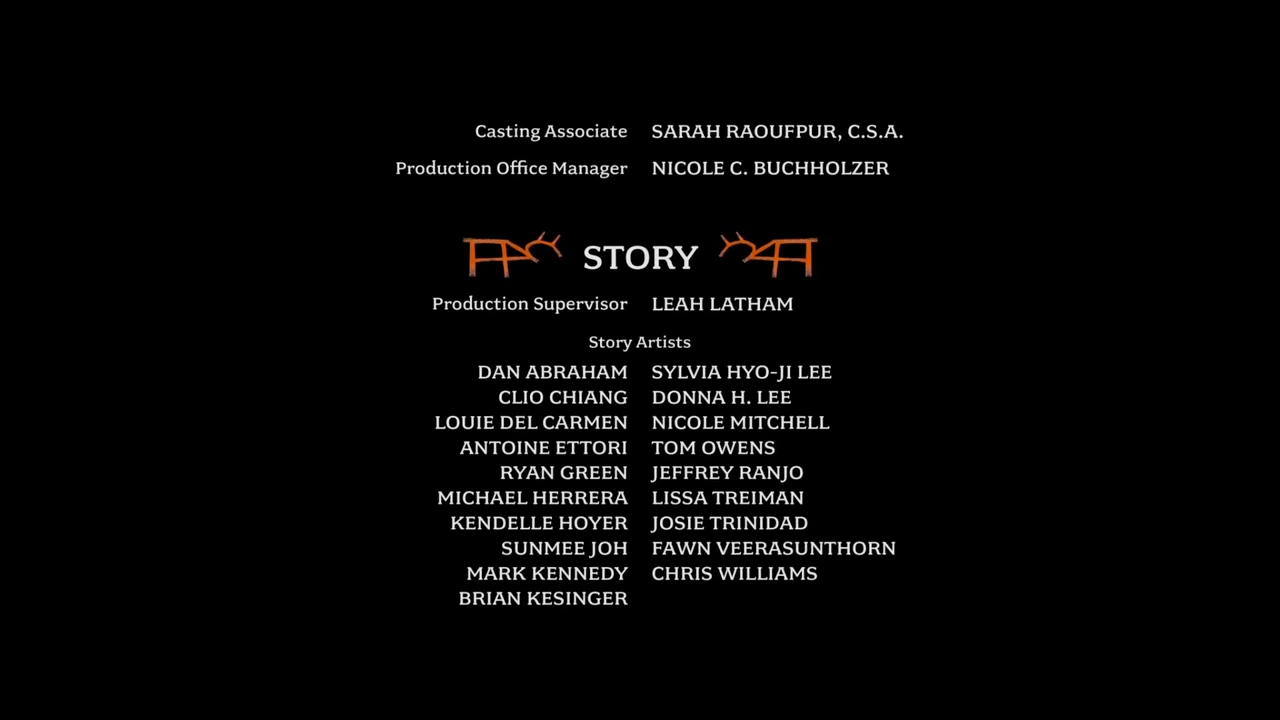 Casting Associate SARAH RAOUFPUR, C.S.A.
Production Office Manager NICOLE C. BUCHHOLZER
STORY
Production Supervisor LEAH LATHAM
Story Artists
DAN ABRAHAM SYLVIA HYO-JI LEE
CLIO CHIANG DONNA H. LEE
LOUIE DEL CARMEN NICOLE MITCHELL
ANTOINE ETTORI TOM OWENS
RYAN GREEN JEFFREY RANJO
MICHAEL HERRERA LISSA TREIMAN
KENDELLE HOYER JOSIE TRINIDAD
SUNMEE JOH FAWN VEERASUNTHORN
MARK KENNEDY CHRIS WILLIAMS
BRIAN KESINGER